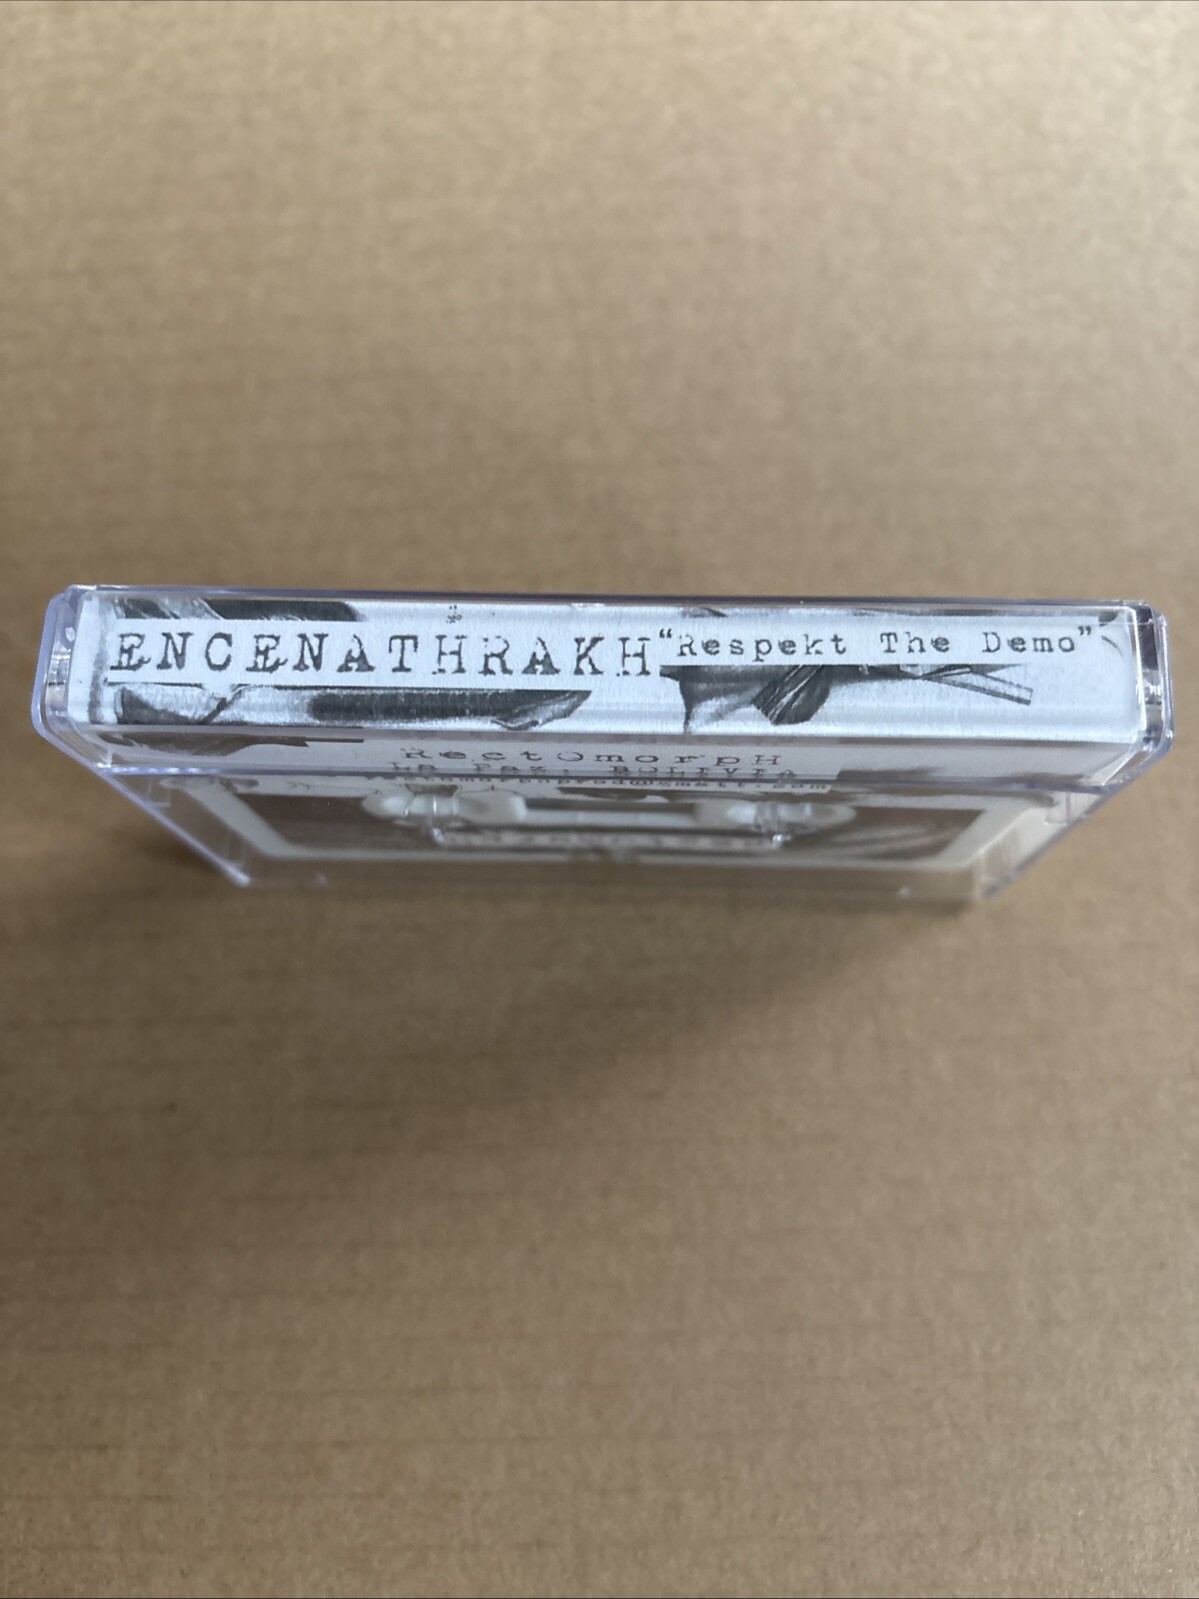 ENCENATHRAKH “Respekt The Demo”
RectOmorpH
La Paz, BOLIVIA